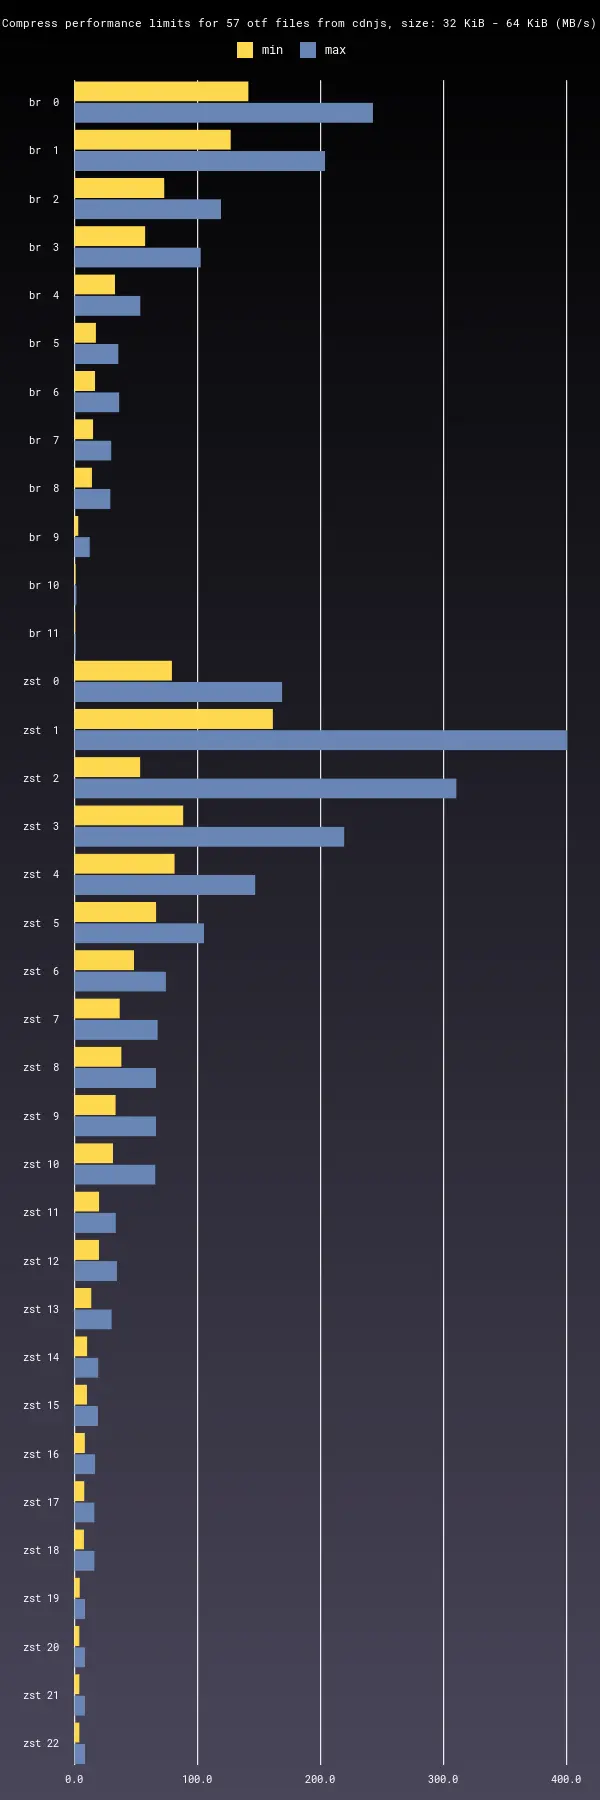 Compress performance limits for 57 otf files from cdnjs, size: 32 KiB - 64 KiB (MB/s)
min max
br 0
br 1
br 2
br 3
br 4
br 5
br 6
br 7
br 8
br 9
br 10
br 11
zst 0
zst 1
zst 2
zst 3
zst 4
zst 5
zst 6
zst 7
zst 8
zst 9
zst 10
zst 11
zst 12
zst 13
zst 14
zst 15
zst 16
zst 17
zst 18
zst 19
zst 20
zst 21
zst 22
0.0 100.0 200.0 300.0 400.0